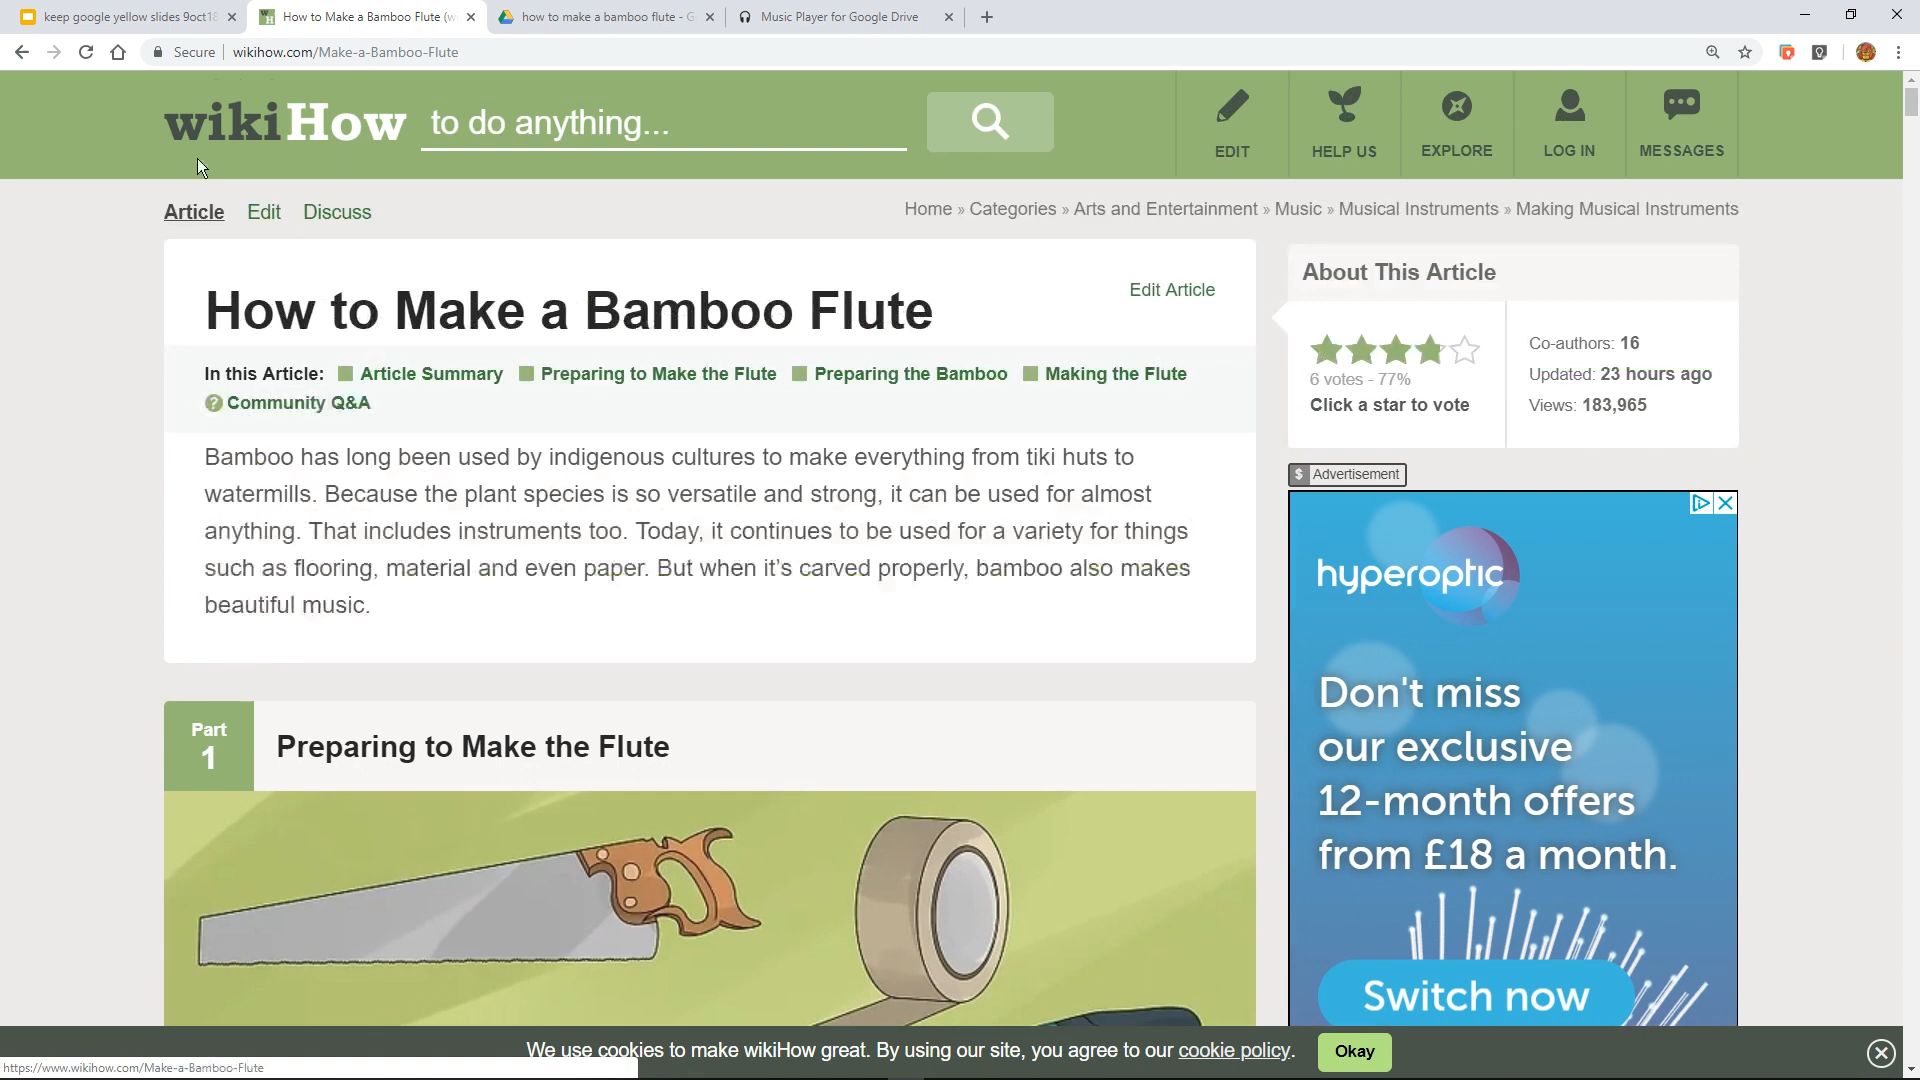 keep google yellow slides 9oct18
How to Make a Bamboo Flute (w
how to make a bamboo flute - G
Music Player for Google Drive
Secure
wikihow.com/Make-a-Bamboo-Flute
wikiHow
to do anything...
EDIT
HELP US
EXPLORE
LOG IN
MESSAGES
Article Edit Discuss
Home » Categories » Arts and Entertainment » Music » Musical Instruments » Making Musical Instruments
How to Make a Bamboo Flute
Edit Article
In this Article: Article Summary Preparing to Make the Flute Preparing the Bamboo Making the Flute
? Community Q&A
Bamboo has long been used by indigenous cultures to make everything from tiki huts to
watermills. Because the plant species is so versatile and strong, it can be used for almost
anything. That includes instruments too. Today, it continues to be used for a variety for things
such as flooring, material and even paper. But when it’s carved properly, bamboo also makes
beautiful music.
Part
1
Preparing to Make the Flute
About This Article
6 votes - 77%
Click a star to vote
Co-authors: 16
Updated: 23 hours ago
Views: 183,965
$ Advertisement
hyperoptic
Don't miss
our exclusive
12-month offers
from £18 a month.
Switch now
We use cookies to make wikiHow great. By using our site, you agree to our cookie policy.
Okay
https://www.wikihow.com/Make-a-Bamboo-Flute